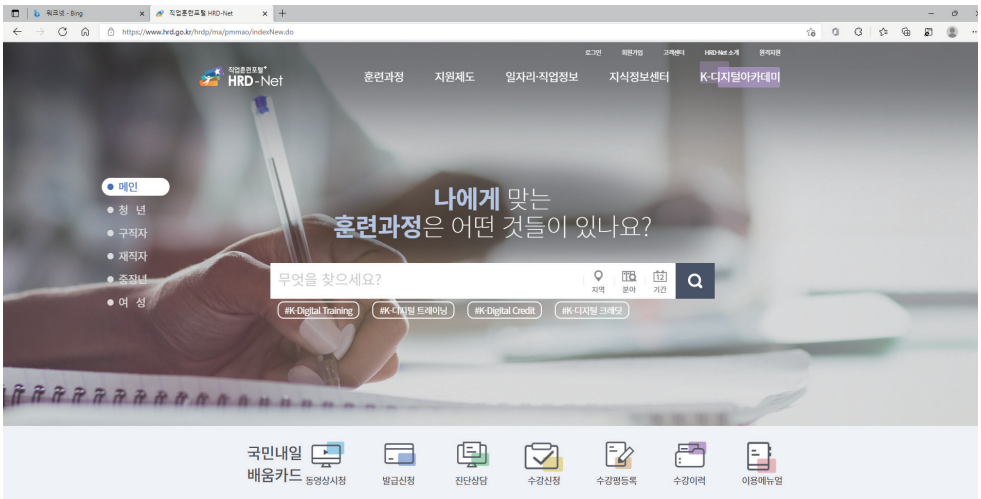 워크넷 - Bing
직업훈련포털 HRD-Net
https://www.hrd.go.kr/hrdp/ma/pmmao/indexNew.do
로그인 회원가입 고객센터 HRD-Net 소개 원격지원
직업훈련포털
HRD-Net
훈련과정 지원제도 일자리·직업정보 지식정보센터 K-디지털아카데미
메인
청 년
구직자
재직자
중장년
여 성
나에게 맞는
훈련과정은 어떤 것들이 있나요?
무엇을 찾으세요?
지역 분야 12 기간
#K-Digital Training #K-디지털 트레이닝 #K-Digital Credit #K-디지털 크레딧
국민내일
배움카드
동영상시청 발급신청 진단상담 수강신청 수강평등록 수강이력 이용매뉴얼